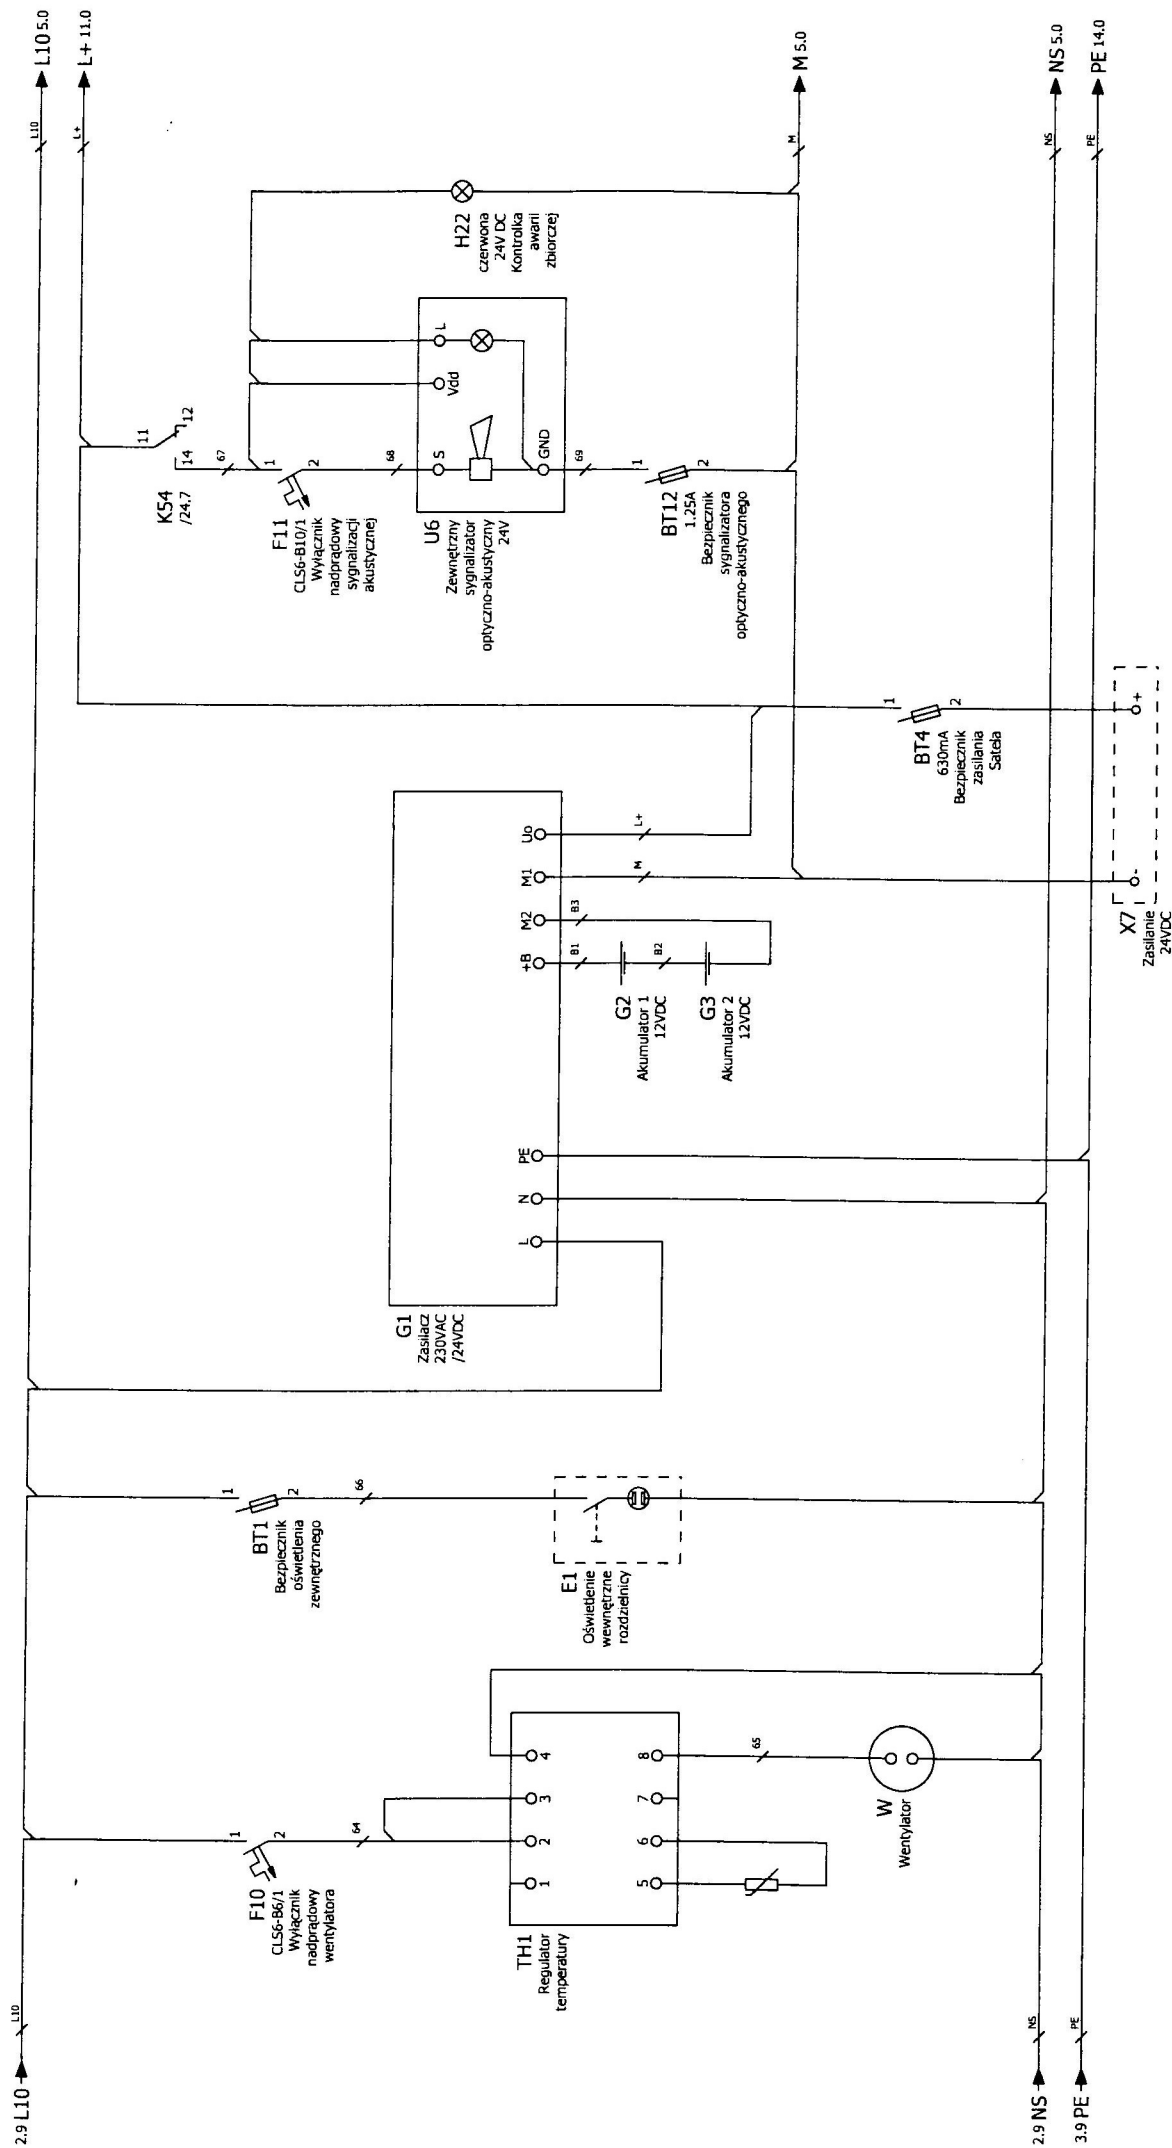 2.9 L10
L10
L10
L10 5.0
L+
L+ 11.0
1
2
F10
CLS6-B6/1
Wyłącznik
nadprądowy
wentylatora
64
TH1
Regulator
temperatury
1
2
3
4
5
6
7
8
65
W
Wentylator
1
2
BT1
Bezpiecznik
oświetlenia
zewnętrznego
66
E1
Oświetlenie
wewnętrzne
rozdzielnicy
G1
Zasilacz
230VAC
/24VDC
L
N
PE
+B
M2
M1
Uo
B1
B3
M
L+
G2
Akumulator 1
12VDC
B2
G3
Akumulator 2
12VDC
K54
/24.7
11
12
14
67
1
2
F11
CLS6-B10/1
Wyłącznik
nadprądowy
sygnalizacji
akustycznej
68
U6
Zewnętrzny
sygnalizator
optyczno-akustyczny
24V
S
Vdd
L
GND
69
1
2
BT12
1.25A
Bezpiecznik
sygnalizatora
optyczno-akustycznego
H22
czerwona
24V DC
Kontrolka
awarii
zbiorczej
M
M 5.0
1
2
BT4
630mA
Bezpiecznik
zasilania
Satela
X7
Zasilanie
24VDC
-
+
2.9 NS
NS
NS
NS 5.0
3.9 PE
PE
PE
PE 14.0